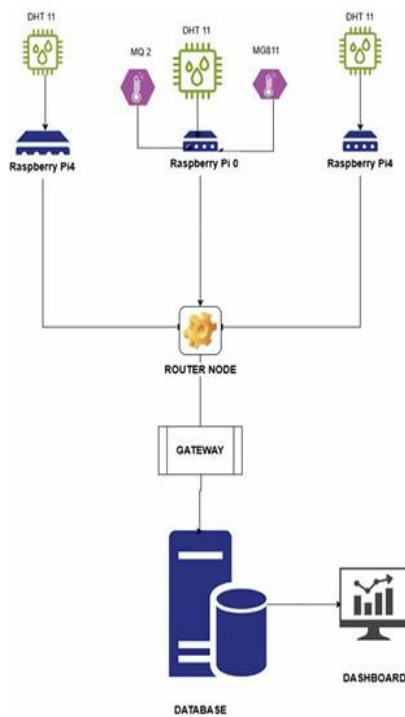 DHT 11
MQ 2
DHT 11
MG811
DHT 11
Raspberry Pi4
Raspberry Pi 0
Raspberry Pi4
ROUTER NODE
GATEWAY
DASHBOARD
DATABASE